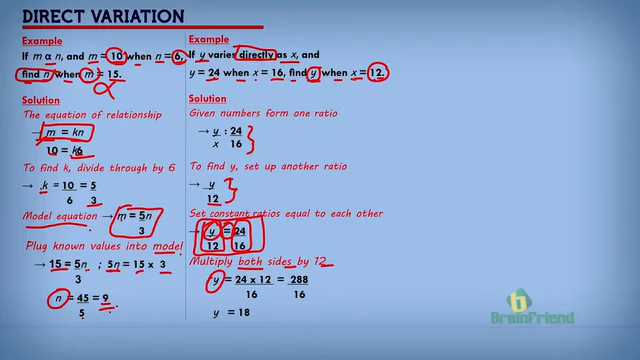 DIRECT VARIATION
Example
If m α n, and m = 10 when n = 6,
find n when m = 15.
α
Solution
The equation of relationship
→ m = kn
10 = k6
To find k, divide through by 6
→ k = 10 = 5
6 3
Model equation → m = 5n
3
Plug known values into model
→ 15 = 5n ; 5n = 15 x 3
3
n = 45 = 9
5
Example
If y varies directly as x, and
y = 24 when x = 16, find y when x = 12.
Solution
Given numbers form one ratio
→ y : 24
x 16
To find y, set up another ratio
→ y
12
Set constant ratios equal to each other
→ y = 24
12 16
Multiply both sides by 12
y = 24 x 12 = 288
16 16
y = 18
b
BrainFriend